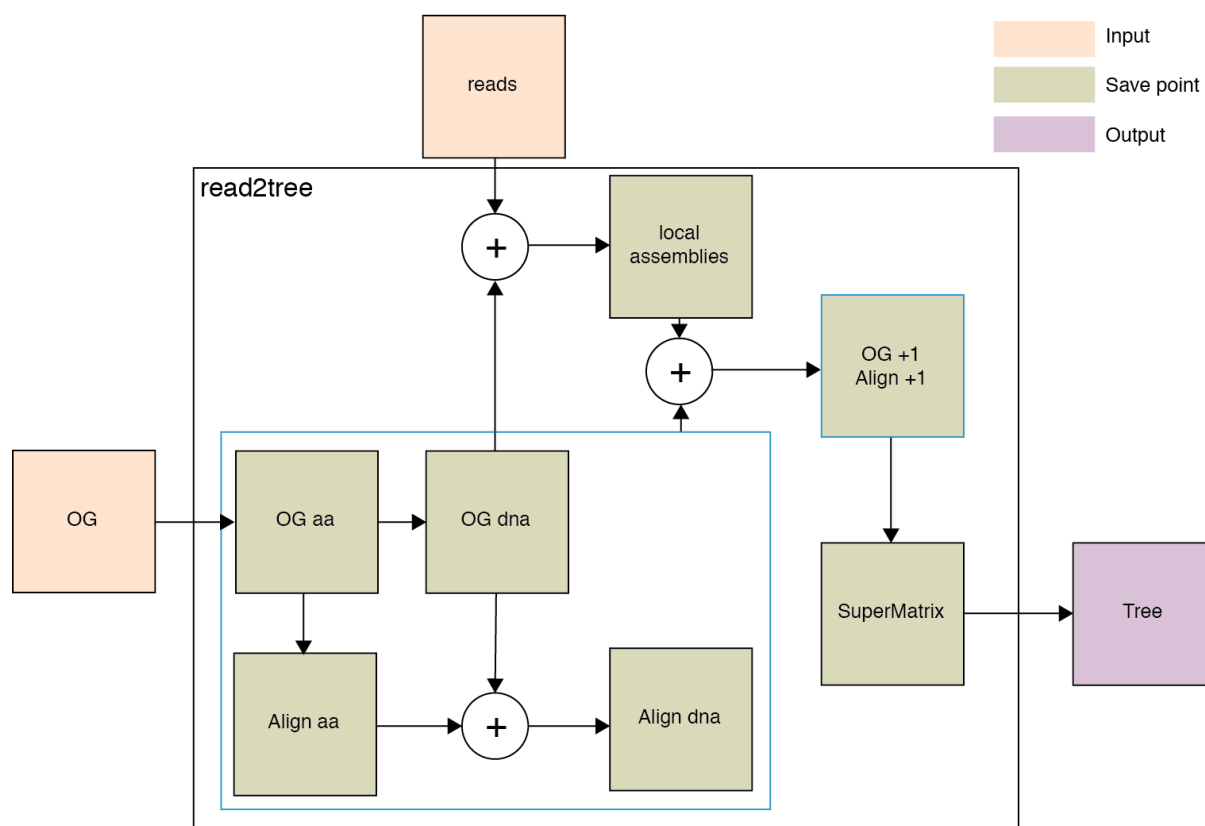 reads
Input
Save point
Output
read2tree
+
local
assemblies
+
OG +1
Align +1
OG
OG aa
OG dna
SuperMatrix
Tree
Align aa
+
Align dna